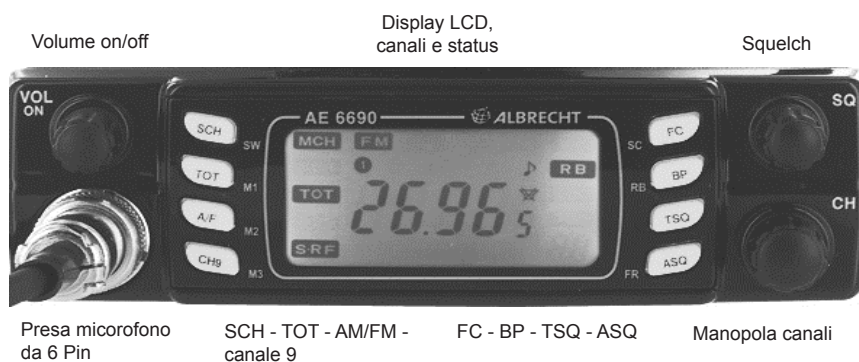 Volume on/off
Display LCD,
canali e status
Squelch
VOL
ON
AE 6690
ALBRECHT
SQ
SCH
SW
MCH
FM
FC
SC
1
RB
TOT
M1
TOT
26.965
BP
RB
A/F
M2
TSQ
CH
CH9
M3
S·RF
ASQ
FR
Presa micorofono
da 6 Pin
SCH - TOT - AM/FM -
canale 9
FC - BP - TSQ - ASQ
Manopola canali